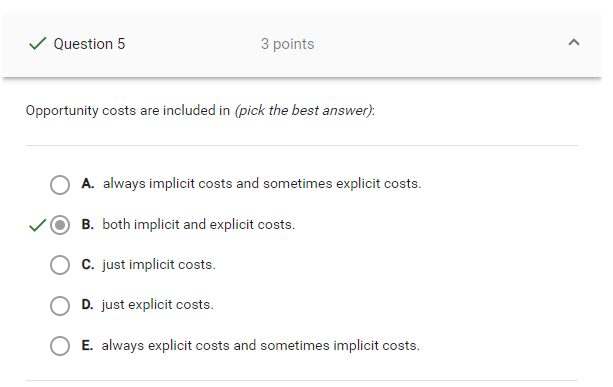 Question 5 3 points
Opportunity costs are included in (pick the best answer):
A. always implicit costs and sometimes explicit costs.
B. both implicit and explicit costs.
C. just implicit costs.
D. just explicit costs.
E. always explicit costs and sometimes implicit costs.